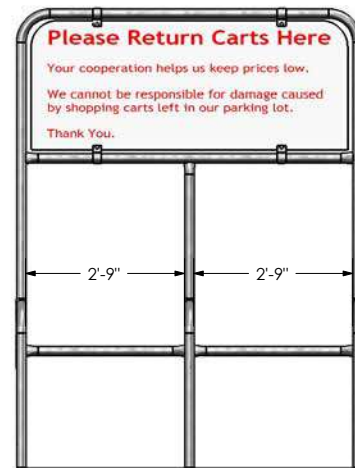 Please Return Carts Here
Your cooperation helps us keep prices low.
We cannot be responsible for damage caused
by shopping carts left in our parking lot.
Thank You.
2'-9" 2'-9"